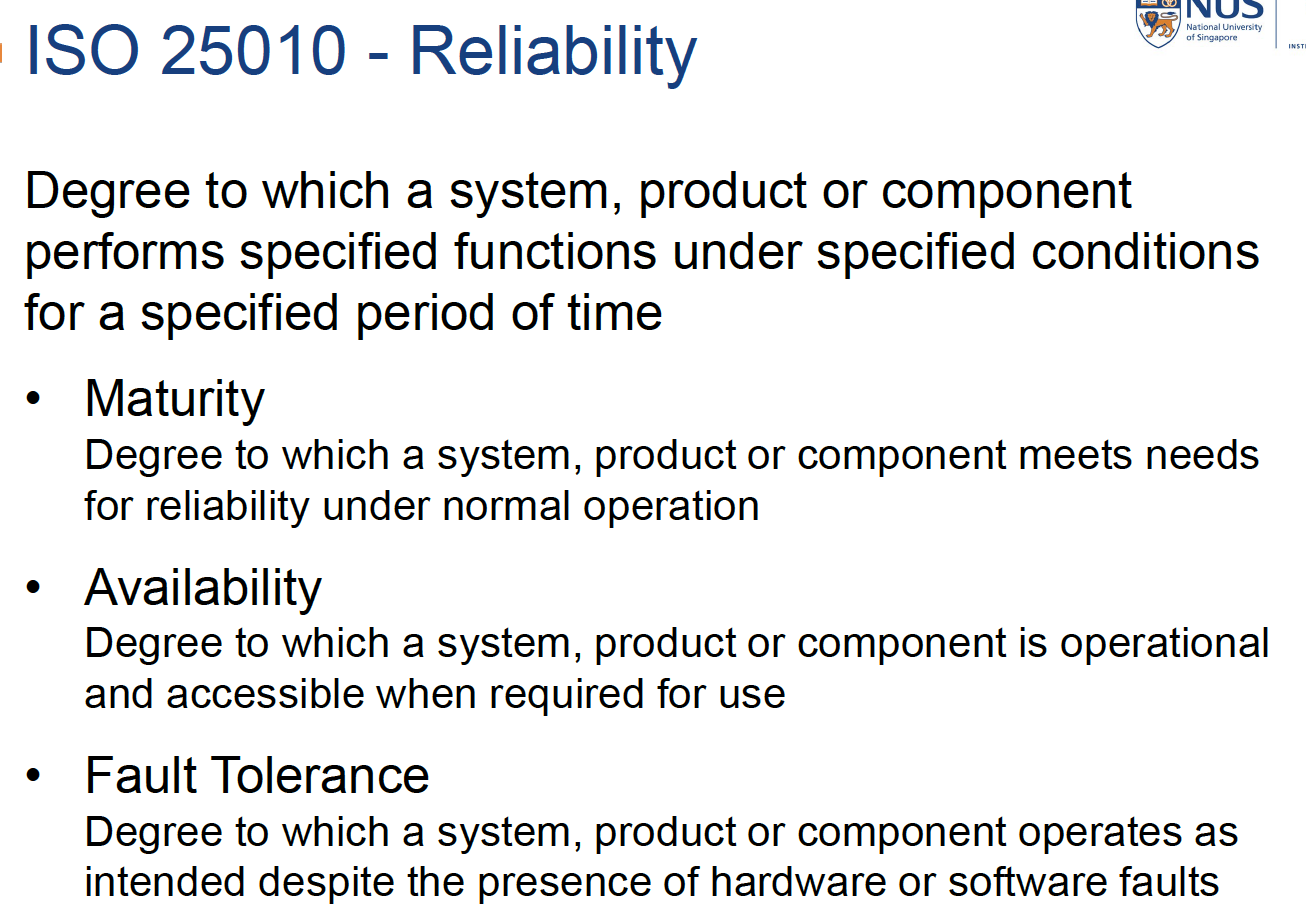 ISO 25010 - Reliability
NUS
National University
of Singapore
INSTI
Degree to which a system, product or component
performs specified functions under specified conditions
for a specified period of time
• Maturity
Degree to which a system, product or component meets needs
for reliability under normal operation
• Availability
Degree to which a system, product or component is operational
and accessible when required for use
• Fault Tolerance
Degree to which a system, product or component operates as
intended despite the presence of hardware or software faults